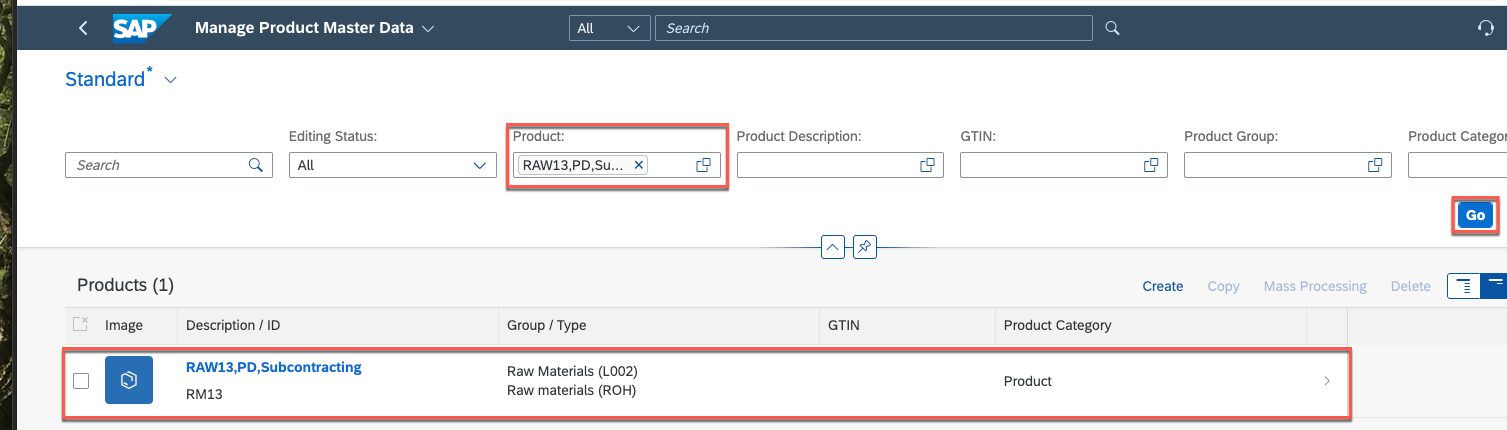 SAP
Manage Product Master Data
All
Search
Standard*
Editing Status:
Product:
Product Description:
GTIN:
Product Group:
Product Categor
Search
All
RAW13,PD,Su...
Go
Products (1)
Create
Copy
Mass Processing
Delete
Image
Description / ID
Group / Type
GTIN
Product Category
RAW13,PD,Subcontracting
RM13
Raw Materials (L002)
Raw materials (ROH)
Product